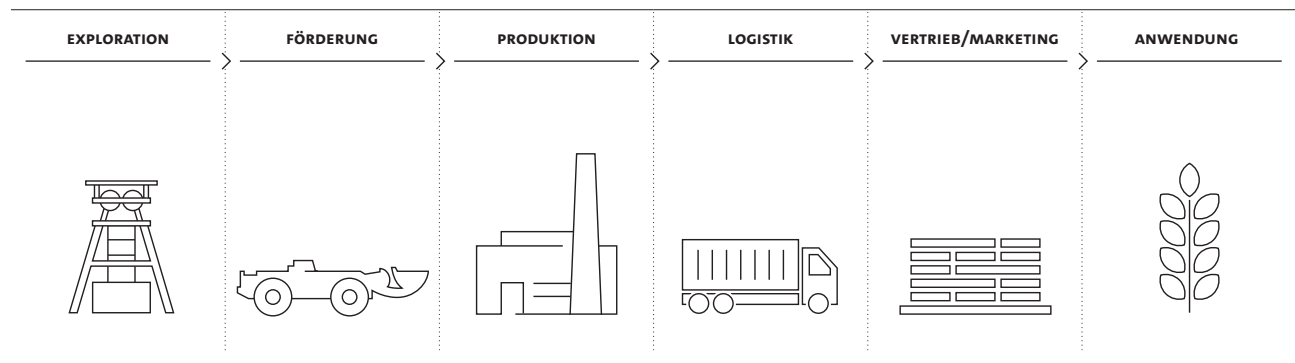 EXPLORATION
FÖRDERUNG
PRODUKTION
LOGISTIK
VERTRIEB/MARKETING
ANWENDUNG